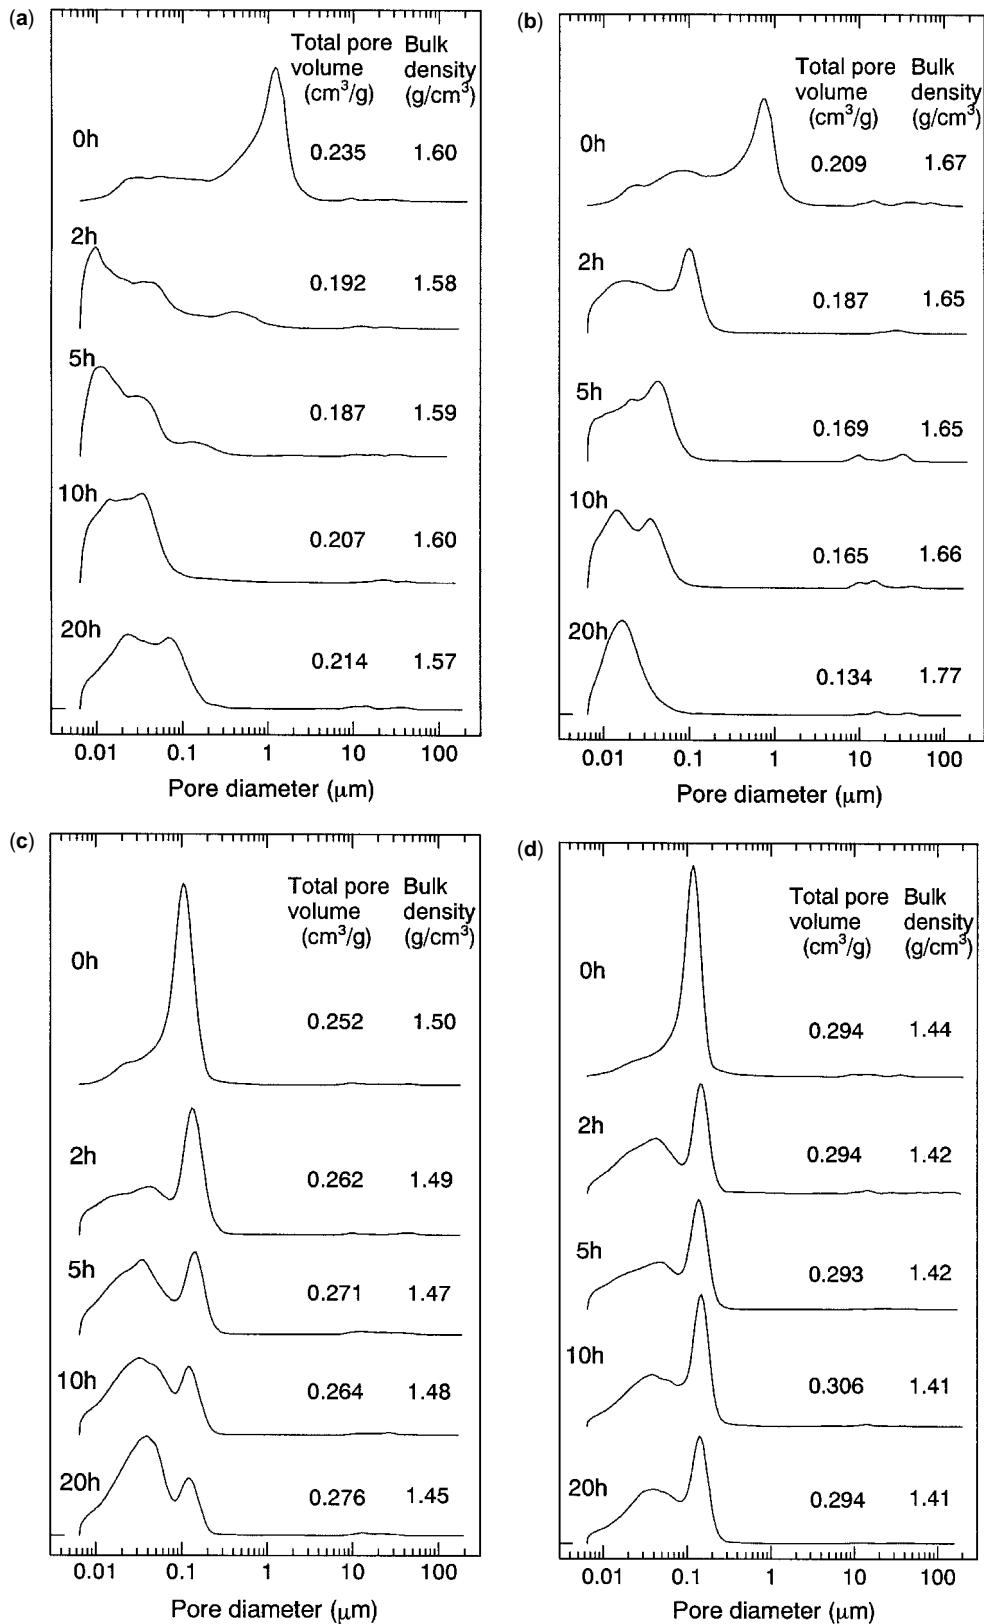 (a)
Total pore Bulk
volume density
(cm³/g) (g/cm³)
0h 0.235 1.60
2h 0.192 1.58
5h 0.187 1.59
10h 0.207 1.60
20h 0.214 1.57
0.01 0.1 1 10 100
Pore diameter (μm)
(b)
Total pore Bulk
volume density
(cm³/g) (g/cm³)
0h 0.209 1.67
2h 0.187 1.65
5h 0.169 1.65
10h 0.165 1.66
20h 0.134 1.77
0.01 0.1 1 10 100
Pore diameter (μm)
(c)
Total pore Bulk
volume density
(cm³/g) (g/cm³)
0h 0.252 1.50
2h 0.262 1.49
5h 0.271 1.47
10h 0.264 1.48
20h 0.276 1.45
0.01 0.1 1 10 100
Pore diameter (μm)
(d)
Total pore Bulk
volume density
(cm³/g) (g/cm³)
0h 0.294 1.44
2h 0.294 1.42
5h 0.293 1.42
10h 0.306 1.41
20h 0.294 1.41
0.01 0.1 1 10 100
Pore diameter (μm)